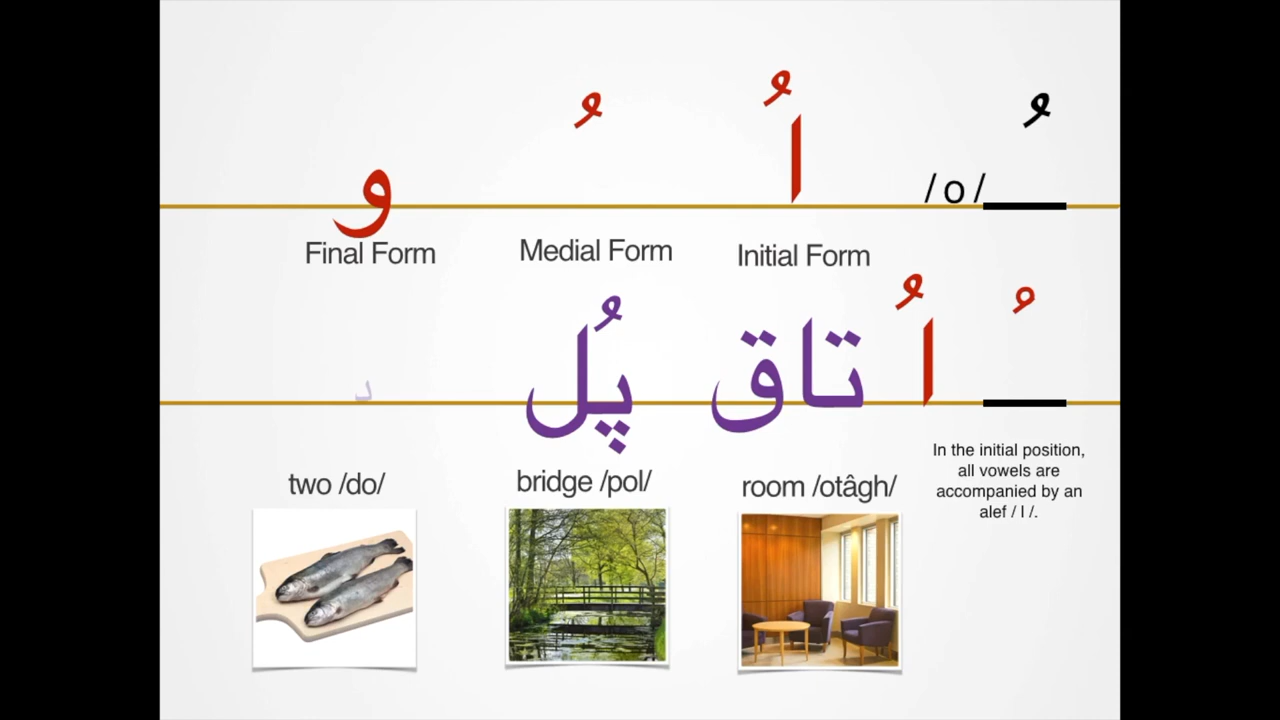 و ُ اُ /o/ ُ
Final Form Medial Form Initial Form
د پُل اُتاق ُ
two /do/ bridge /pol/ room /otâgh/
In the initial position,
all vowels are
accompanied by an
alef / ا /.